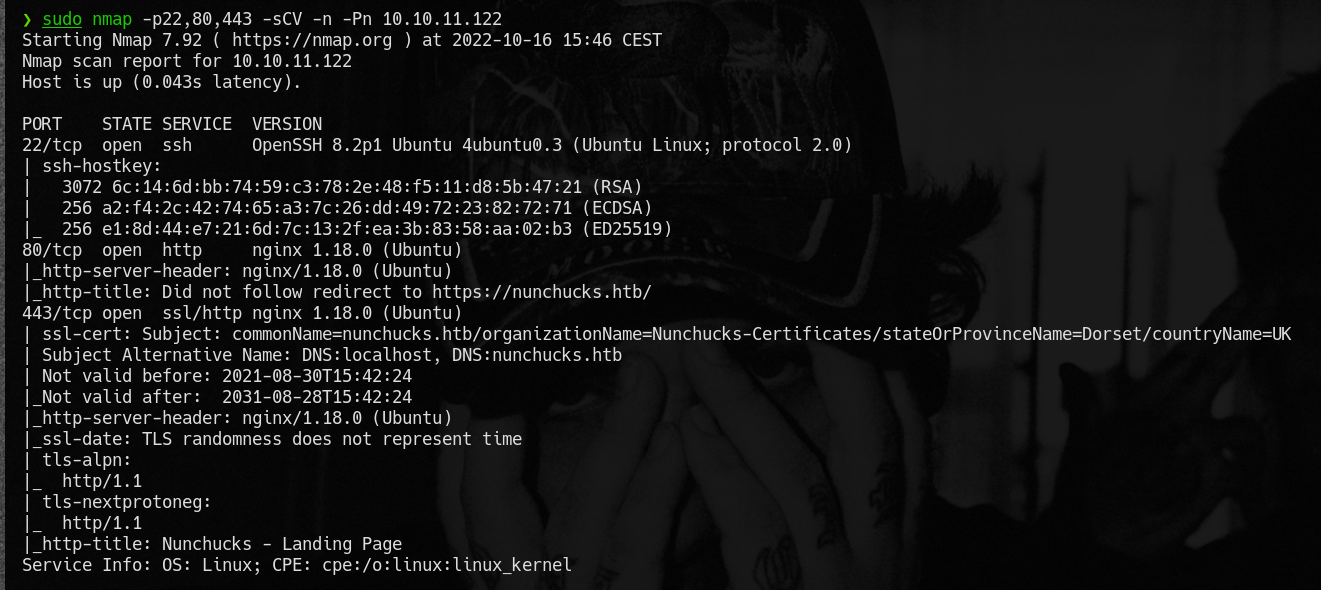 ❯ sudo nmap -p22,80,443 -sCV -n -Pn 10.10.11.122
Starting Nmap 7.92 ( https://nmap.org ) at 2022-10-16 15:46 CEST
Nmap scan report for 10.10.11.122
Host is up (0.043s latency).

PORT    STATE SERVICE  VERSION
22/tcp  open  ssh      OpenSSH 8.2p1 Ubuntu 4ubuntu0.3 (Ubuntu Linux; protocol 2.0)
| ssh-hostkey:
|   3072 6c:14:6d:bb:74:59:c3:78:2e:48:f5:11:d8:5b:47:21 (RSA)
|   256 a2:f4:2c:42:74:65:a3:7c:26:dd:49:72:23:82:72:71 (ECDSA)
|_  256 e1:8d:44:e7:21:6d:7c:13:2f:ea:3b:83:58:aa:02:b3 (ED25519)
80/tcp  open  http     nginx 1.18.0 (Ubuntu)
|_http-server-header: nginx/1.18.0 (Ubuntu)
|_http-title: Did not follow redirect to https://nunchucks.htb/
443/tcp open  ssl/http nginx 1.18.0 (Ubuntu)
| ssl-cert: Subject: commonName=nunchucks.htb/organizationName=Nunchucks-Certificates/stateOrProvinceName=Dorset/countryName=UK
| Subject Alternative Name: DNS:localhost, DNS:nunchucks.htb
| Not valid before: 2021-08-30T15:42:24
|_Not valid after:  2031-08-28T15:42:24
|_http-server-header: nginx/1.18.0 (Ubuntu)
|_ssl-date: TLS randomness does not represent time
| tls-alpn:
|_  http/1.1
| tls-nextprotoneg:
|_  http/1.1
|_http-title: Nunchucks - Landing Page
Service Info: OS: Linux; CPE: cpe:/o:linux:linux_kernel